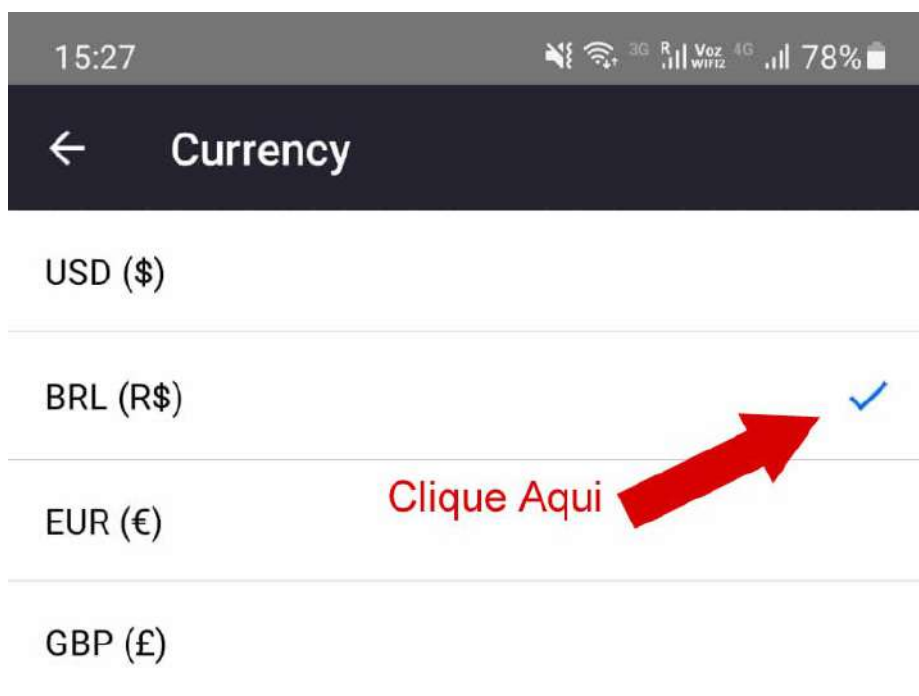 15:27 3G R Voz WIFI2 4G 78%
Currency
USD ($)
BRL (R$)
Clique Aqui
EUR (€)
GBP (£)